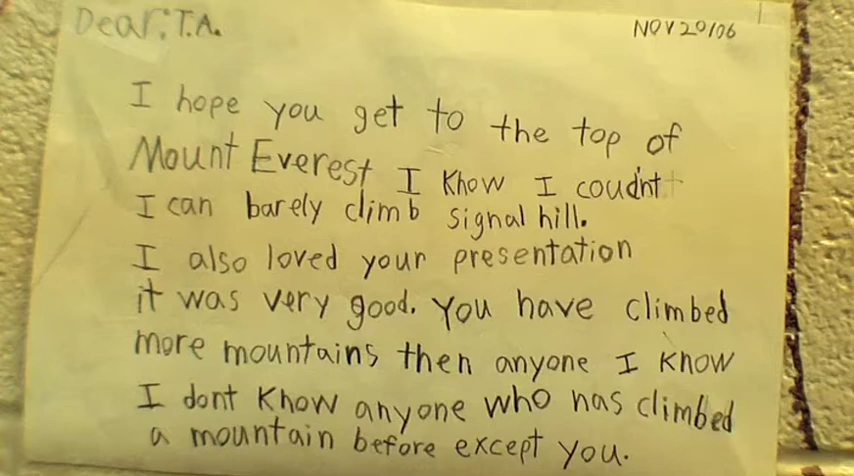 Dear: T.A.
NOV 20/06
I hope you get to the top of
Mount Everest I Know I coud'nt
I can barely climb signal hill.
I also loved your presentation
it was very good. You have climbed
more mountains then anyone I know
I dont Know anyone who has climbed
a mountain before except you.